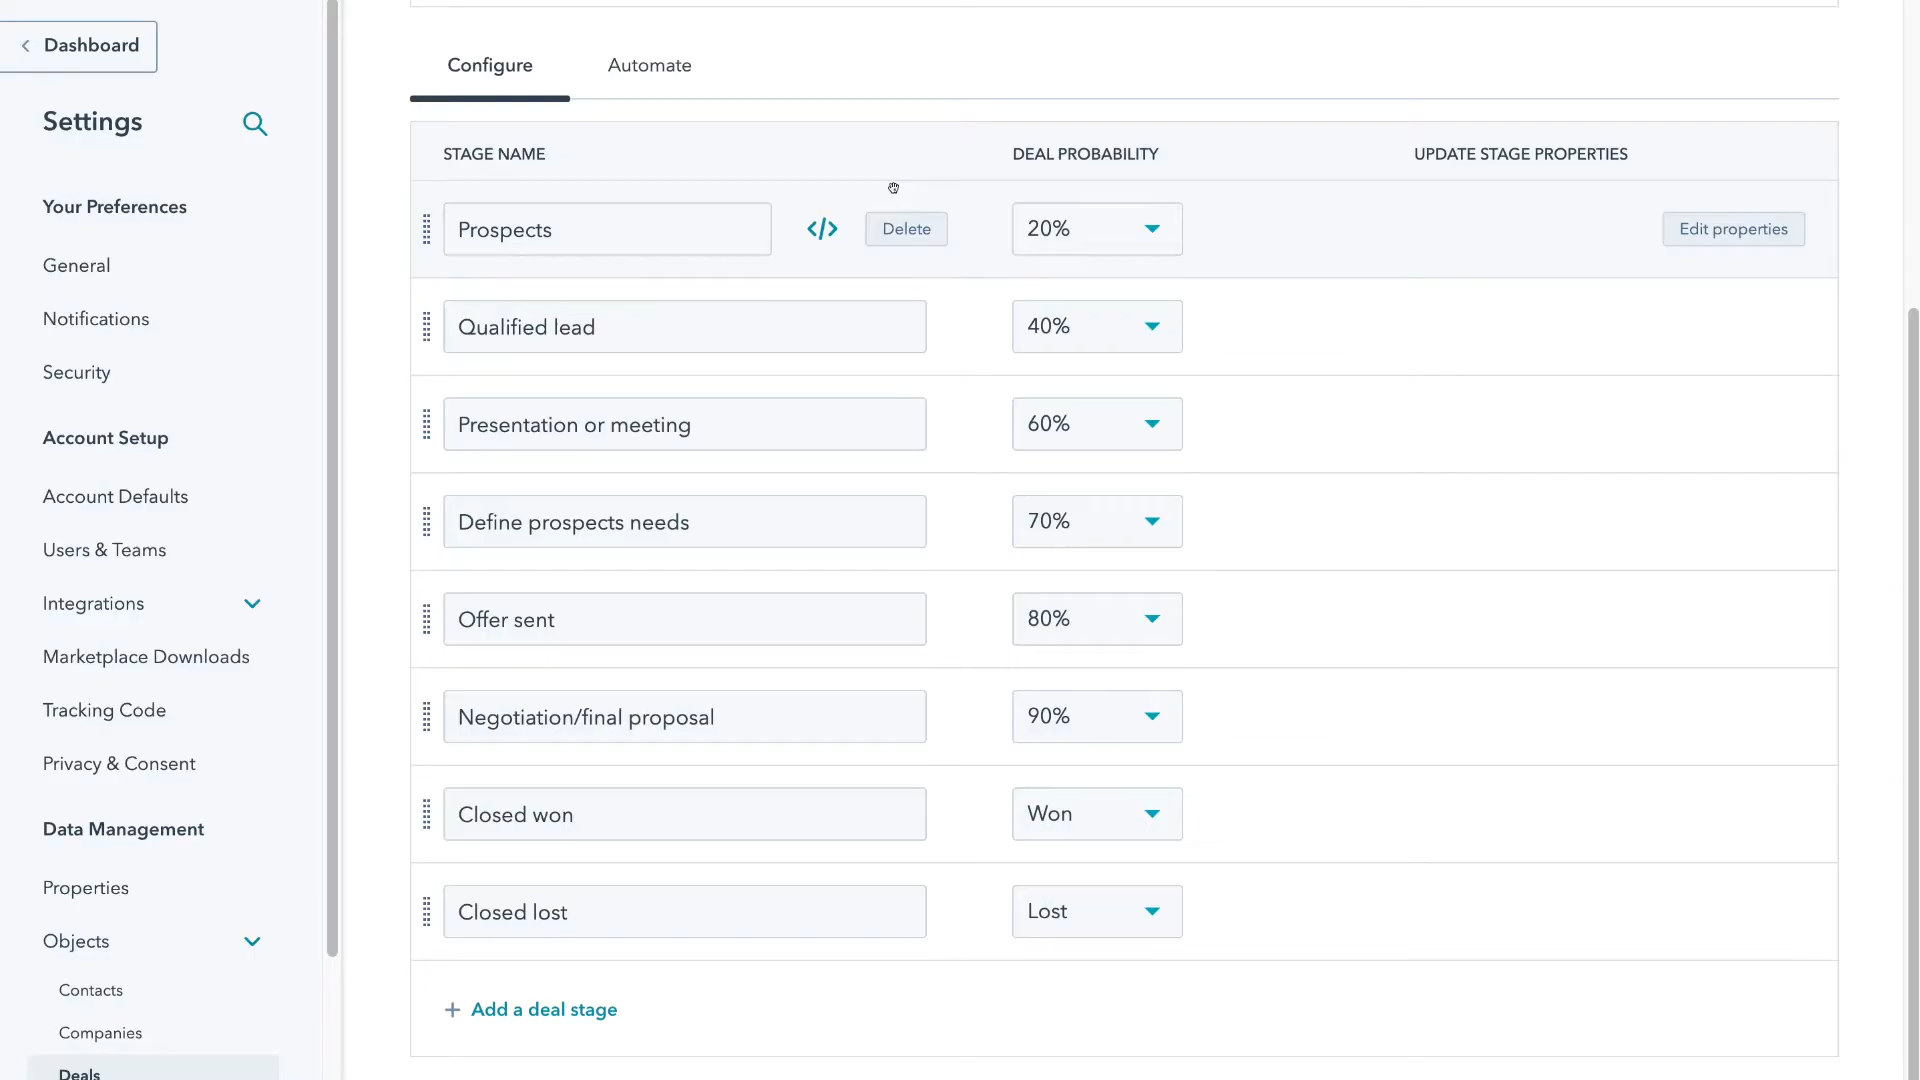 Dashboard
Settings
Your Preferences
General
Notifications
Security
Account Setup
Account Defaults
Users & Teams
Integrations
Marketplace Downloads
Tracking Code
Privacy & Consent
Data Management
Properties
Objects
Contacts
Companies
Deals
Configure Automate
STAGE NAME DEAL PROBABILITY UPDATE STAGE PROPERTIES
Prospects </> Delete 20% Edit properties
Qualified lead 40%
Presentation or meeting 60%
Define prospects needs 70%
Offer sent 80%
Negotiation/final proposal 90%
Closed won Won
Closed lost Lost
+ Add a deal stage